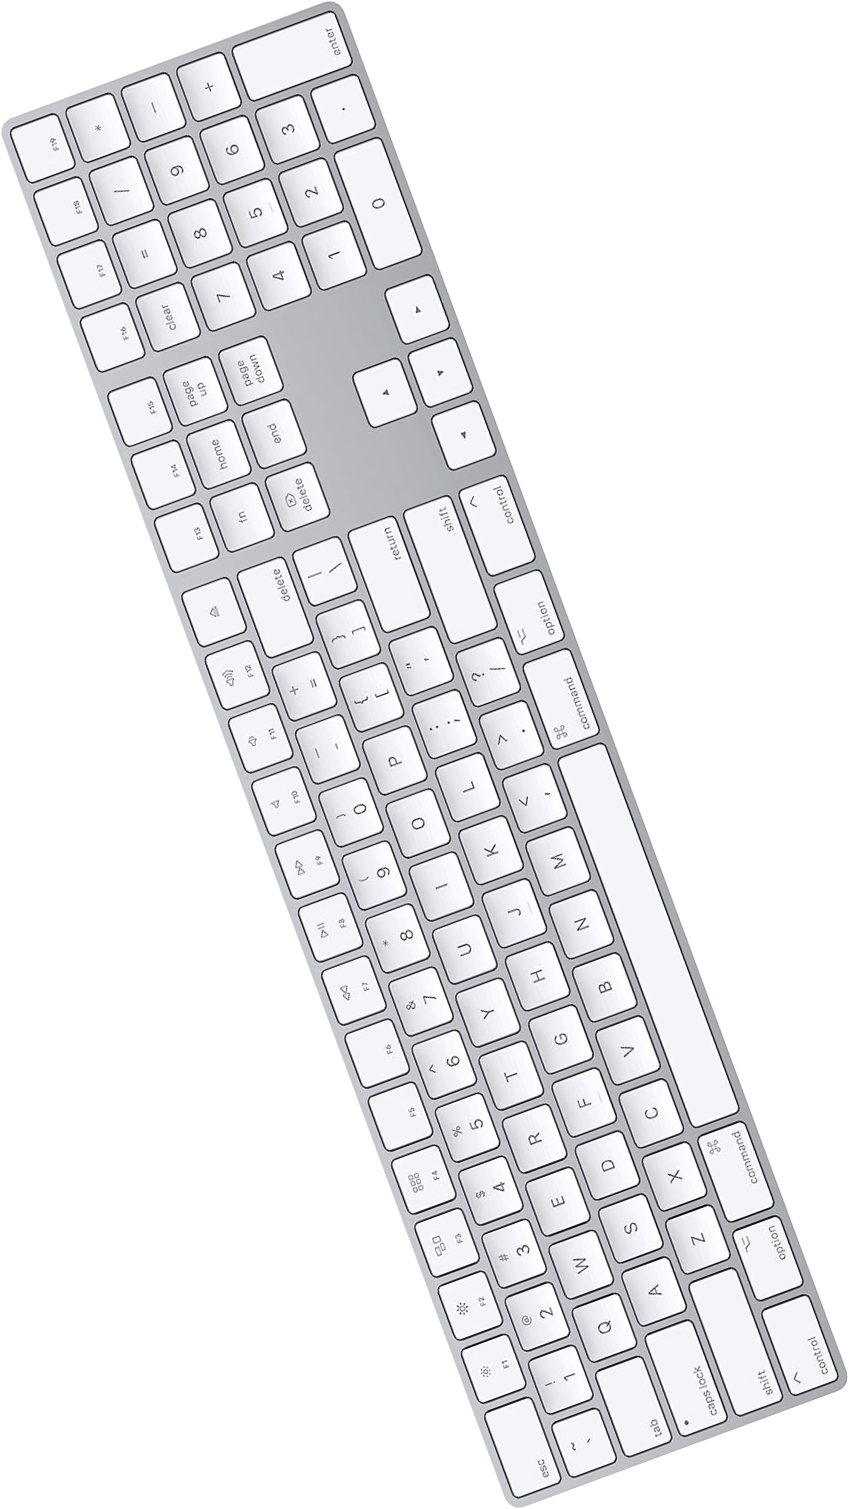 esc
F1
F2
F3
F4
F5
F6
F7
F8
F9
F10
F11
F12
F13
F14
F15
F16
F17
F18
F19
~ `
! 1
@ 2
# 3
$ 4
% 5
^ 6
& 7
* 8
( 9
) 0
— -
+ =
delete
fn
home
page
up
clear
=
/
*
tab
Q
W
E
R
T
Y
U
I
O
P
{ [
} ]
| \
delete
end
page
down
7
8
9
−
caps lock
A
S
D
F
G
H
J
K
L
: ;
" '
return
4
5
6
+
shift
Z
X
C
V
B
N
M
< ,
> .
? /
shift
▲
1
2
3
enter
control
^
option
⌥
command
⌘
command
⌘
option
⌥
control
^
◀
▼
▶
0
.